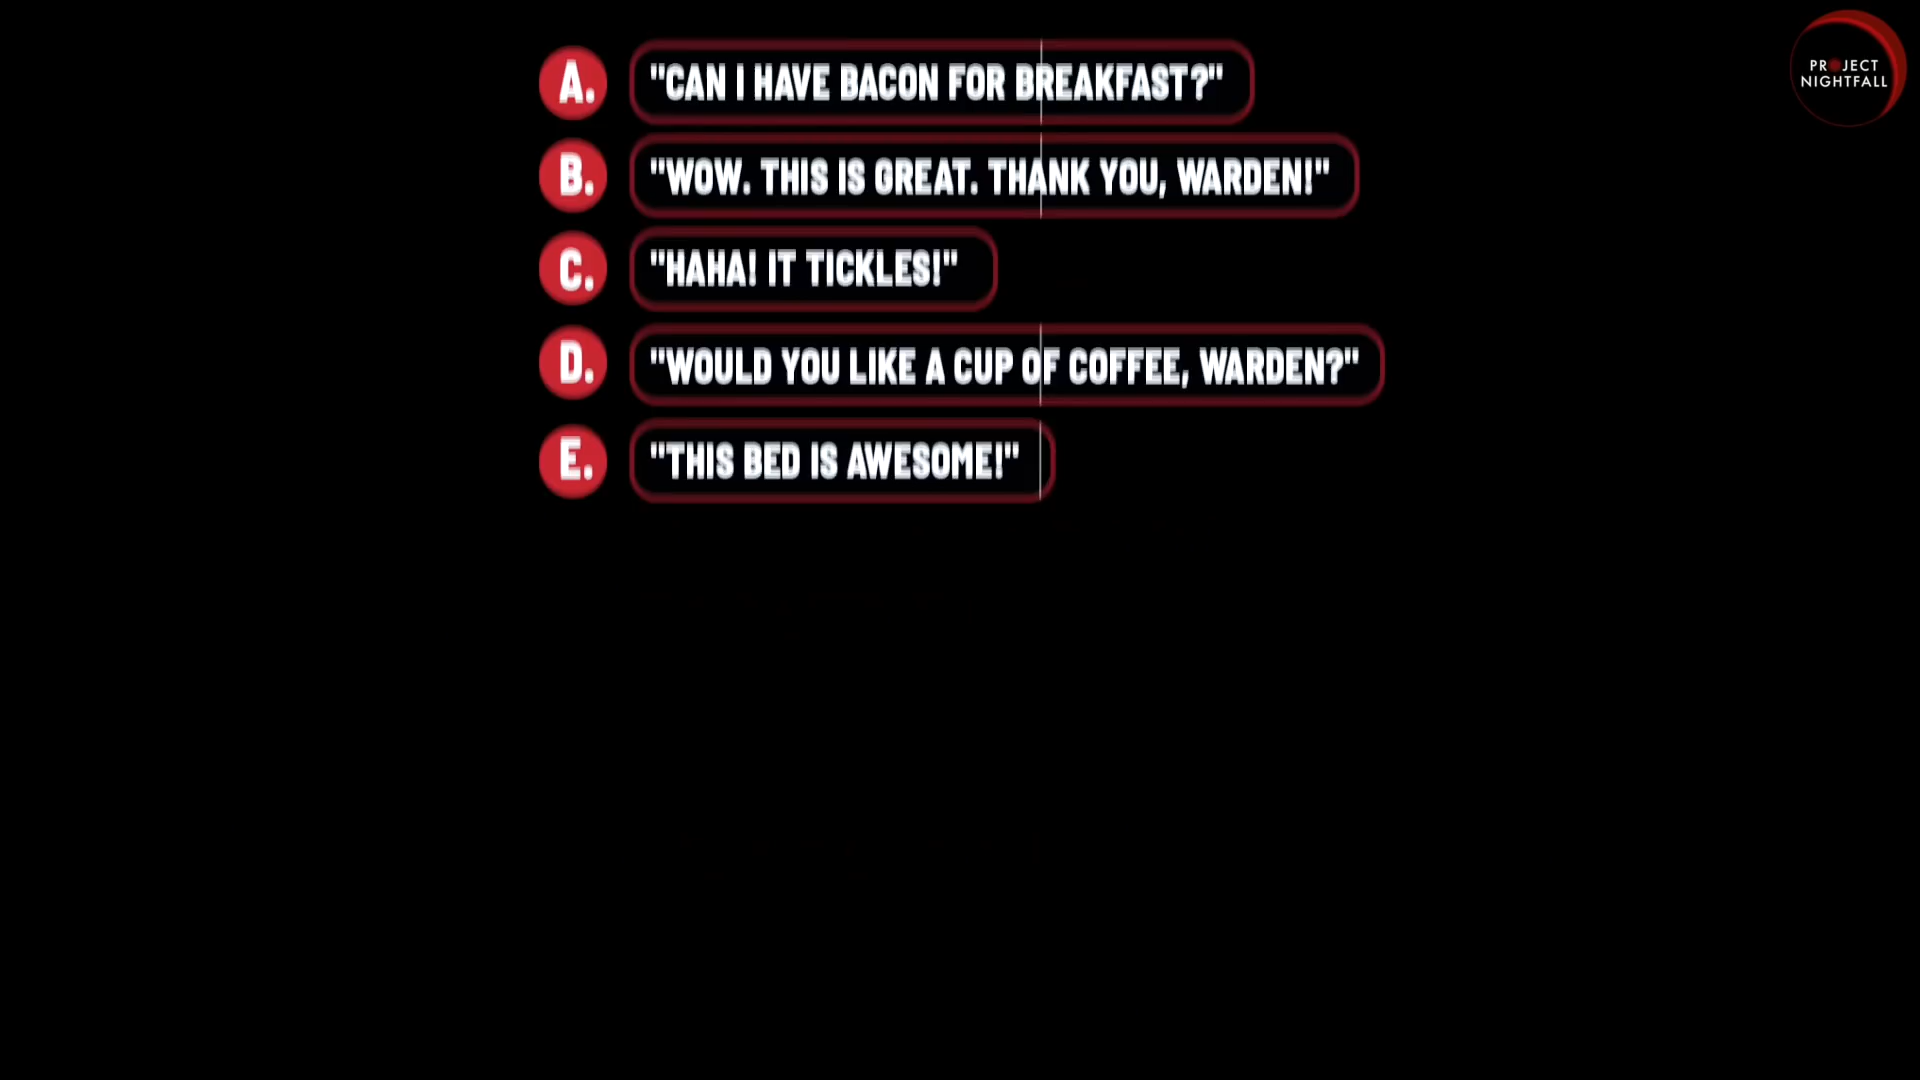 A. "CAN I HAVE BACON FOR BREAKFAST?"
B. "WOW. THIS IS GREAT. THANK YOU, WARDEN!"
C. "HAHA! IT TICKLES!"
D. "WOULD YOU LIKE A CUP OF COFFEE, WARDEN?"
E. "THIS BED IS AWESOME!"
PROJECT
NIGHTFALL